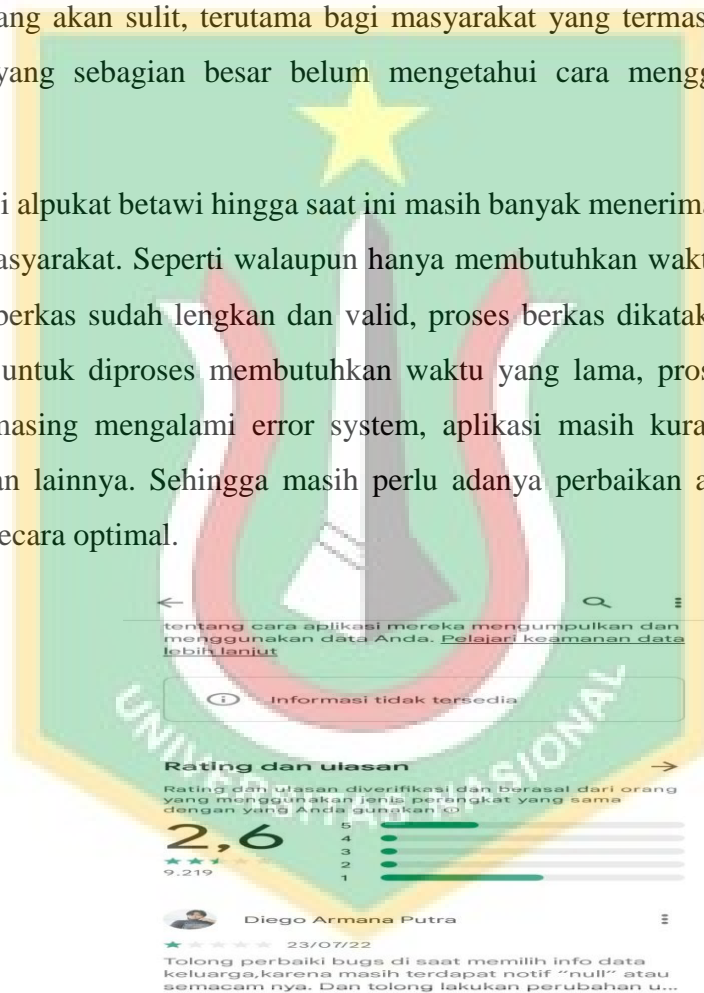 ang akan sulit, terutama bagi masyarakat yang termas
yang sebagian besar belum mengetahui cara mengg
i alpukat betawi hingga saat ini masih banyak menerima
asyarakat. Seperti walaupun hanya membutuhkan wakt
berkas sudah lengkan dan valid, proses berkas dikatak
untuk diproses membutuhkan waktu yang lama, pros
masing mengalami error system, aplikasi masih kura
an lainnya. Sehingga masih perlu adanya perbaikan a
secara optimal.
tentang cara aplikasi mereka mengumpulkan dan
menggunakan data Anda. Pelajari keamanan data
lebih lanjut
Informasi tidak tersedia
UNIVERSITAS NASIONAL
Rating dan ulasan
Rating dan ulasan diverifikasi dan berasal dari orang
yang menggunakan jenis perangkat yang sama
dengan yang Anda gunakan
2,6
5
4
3
2
1
9.219
Diego Armana Putra
23/07/22
Tolong perbaiki bugs di saat memilih info data
keluarga,karena masih terdapat notif “null” atau
semacam nya. Dan tolong lakukan perubahan u...